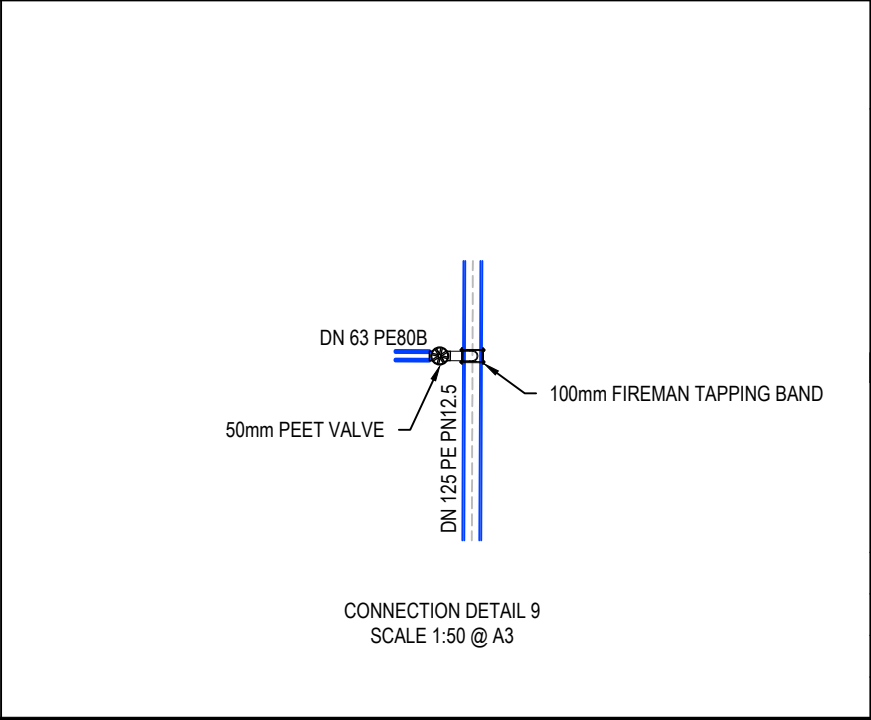 DN 63 PE80B
100mm FIREMAN TAPPING BAND
50mm PEET VALVE
DN 125 PE PN12.5
CONNECTION DETAIL 9
SCALE 1:50 @ A3